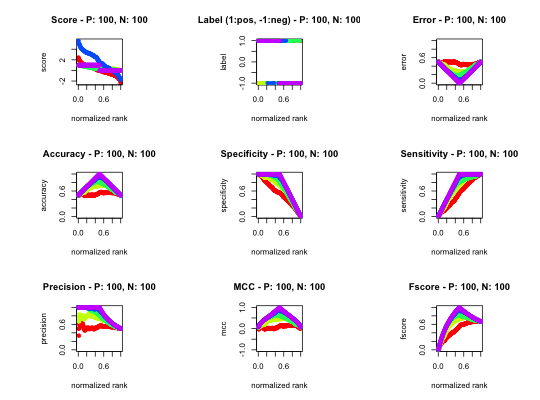 Score - P: 100, N: 100
Label (1:pos, -1:neg) - P: 100, N: 100
Error - P: 100, N: 100
score
-2 2
0.0 0.6
normalized rank
label
-1.0 0.0 1.0
0.0 0.6
normalized rank
error
0.0 0.6
0.0 0.6
normalized rank
Accuracy - P: 100, N: 100
Specificity - P: 100, N: 100
Sensitivity - P: 100, N: 100
accuracy
0.0 0.6
0.0 0.6
normalized rank
specificity
0.0 0.6
0.0 0.6
normalized rank
sensitivity
0.0 0.6
0.0 0.6
normalized rank
Precision - P: 100, N: 100
MCC - P: 100, N: 100
Fscore - P: 100, N: 100
precision
0.0 0.6
0.0 0.6
normalized rank
mcc
-1.0 0.0 1.0
0.0 0.6
normalized rank
fscore
0.0 0.6
0.0 0.6
normalized rank